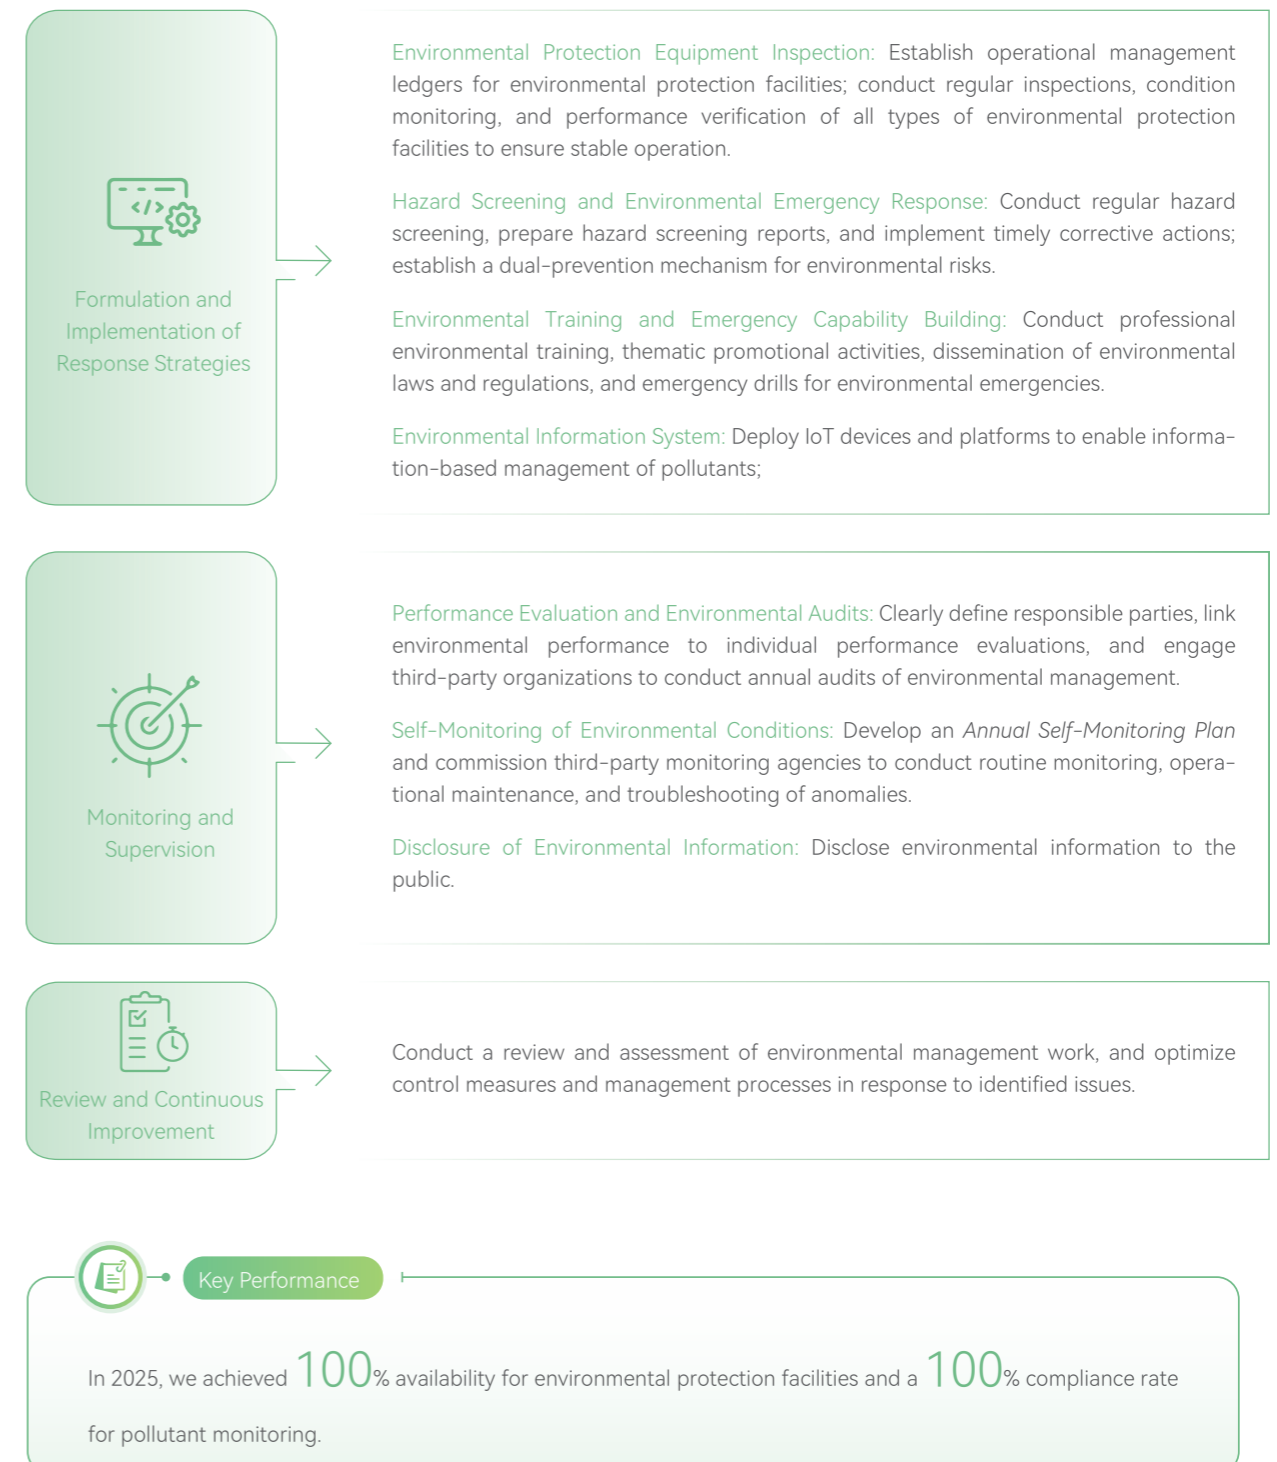 Formulation and
Implementation of
Response Strategies
Environmental Protection Equipment Inspection: Establish operational management
ledgers for environmental protection facilities; conduct regular inspections, condition
monitoring, and performance verification of all types of environmental protection
facilities to ensure stable operation.
Hazard Screening and Environmental Emergency Response: Conduct regular hazard
screening, prepare hazard screening reports, and implement timely corrective actions;
establish a dual-prevention mechanism for environmental risks.
Environmental Training and Emergency Capability Building: Conduct professional
environmental training, thematic promotional activities, dissemination of environmental
laws and regulations, and emergency drills for environmental emergencies.
Environmental Information System: Deploy IoT devices and platforms to enable informa-
tion-based management of pollutants;
Monitoring and
Supervision
Performance Evaluation and Environmental Audits: Clearly define responsible parties, link
environmental performance to individual performance evaluations, and engage
third-party organizations to conduct annual audits of environmental management.
Self-Monitoring of Environmental Conditions: Develop an Annual Self-Monitoring Plan
and commission third-party monitoring agencies to conduct routine monitoring, opera-
tional maintenance, and troubleshooting of anomalies.
Disclosure of Environmental Information: Disclose environmental information to the
public.
Review and Continuous
Improvement
Conduct a review and assessment of environmental management work, and optimize
control measures and management processes in response to identified issues.
Key Performance
In 2025, we achieved 100% availability for environmental protection facilities and a 100% compliance rate
for pollutant monitoring.